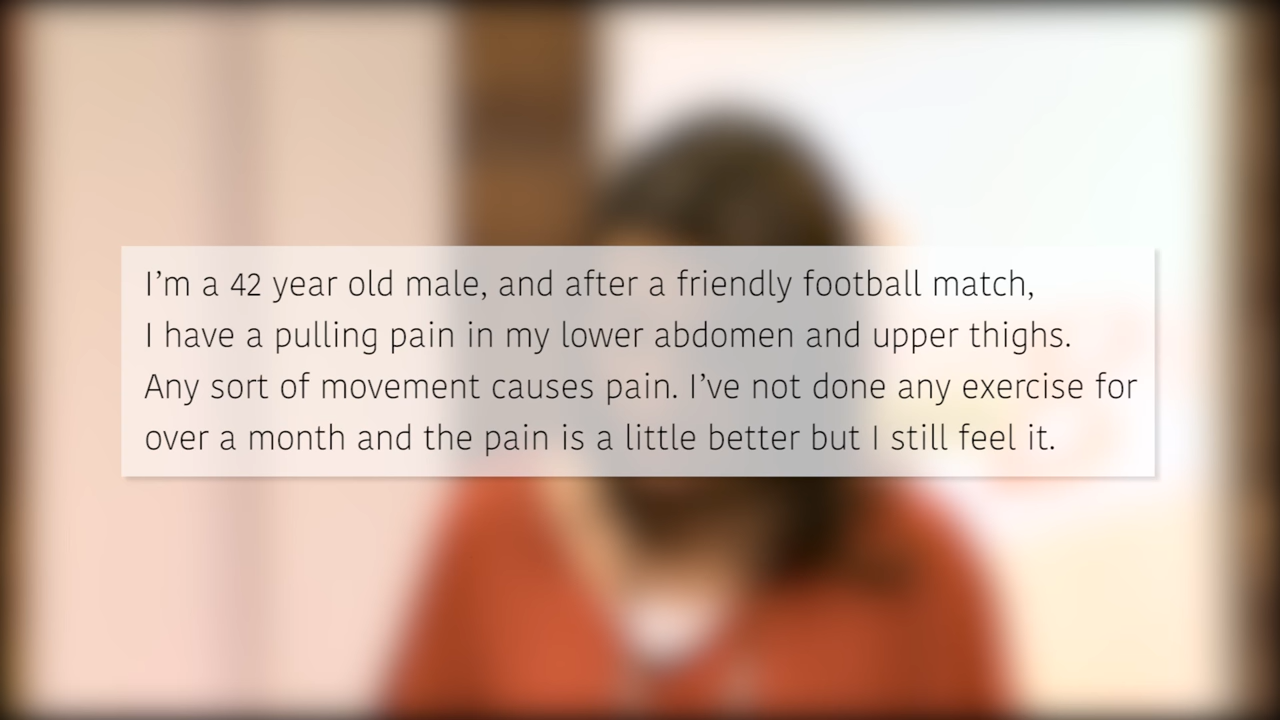 I’m a 42 year old male, and after a friendly football match,
I have a pulling pain in my lower abdomen and upper thighs.
Any sort of movement causes pain. I’ve not done any exercise for
over a month and the pain is a little better but I still feel it.